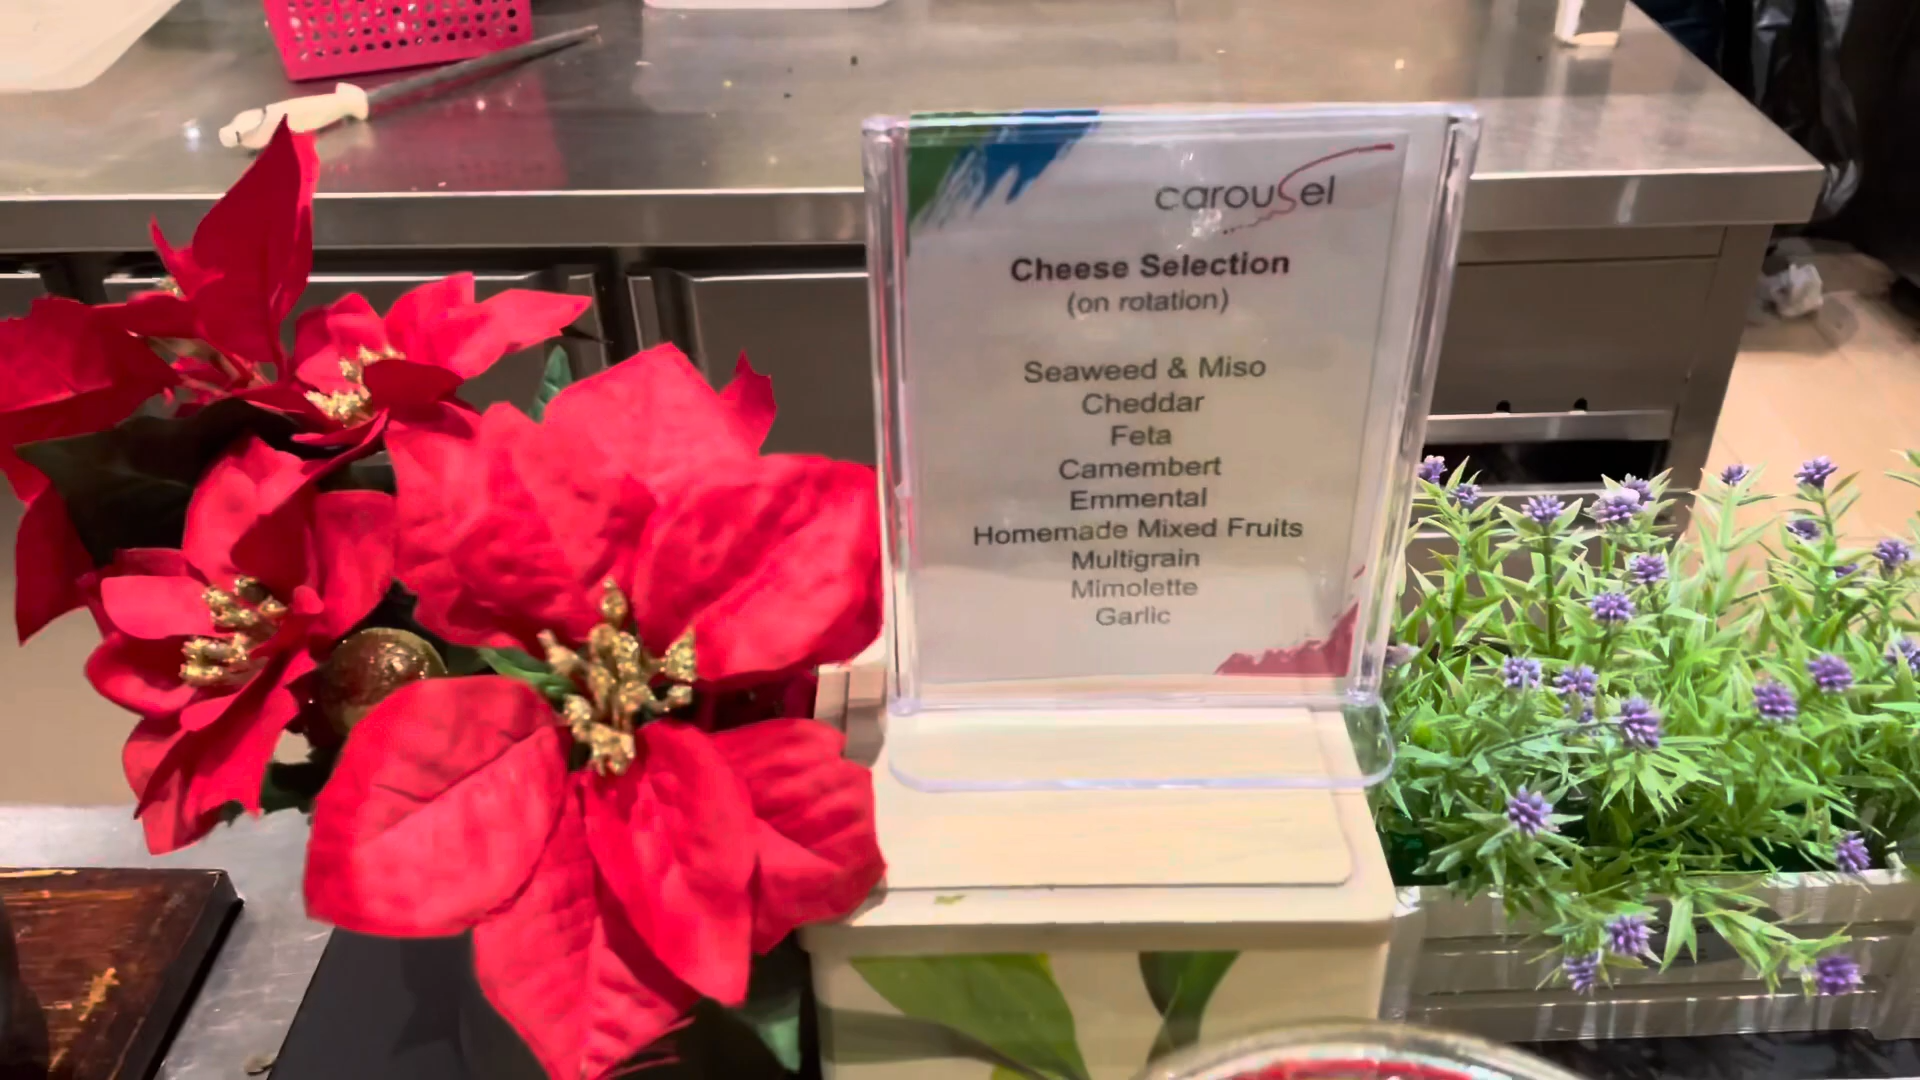 carousel
Cheese Selection
(on rotation)
Seaweed & Miso
Cheddar
Feta
Camembert
Emmental
Homemade Mixed Fruits
Multigrain
Mimolette
Garlic